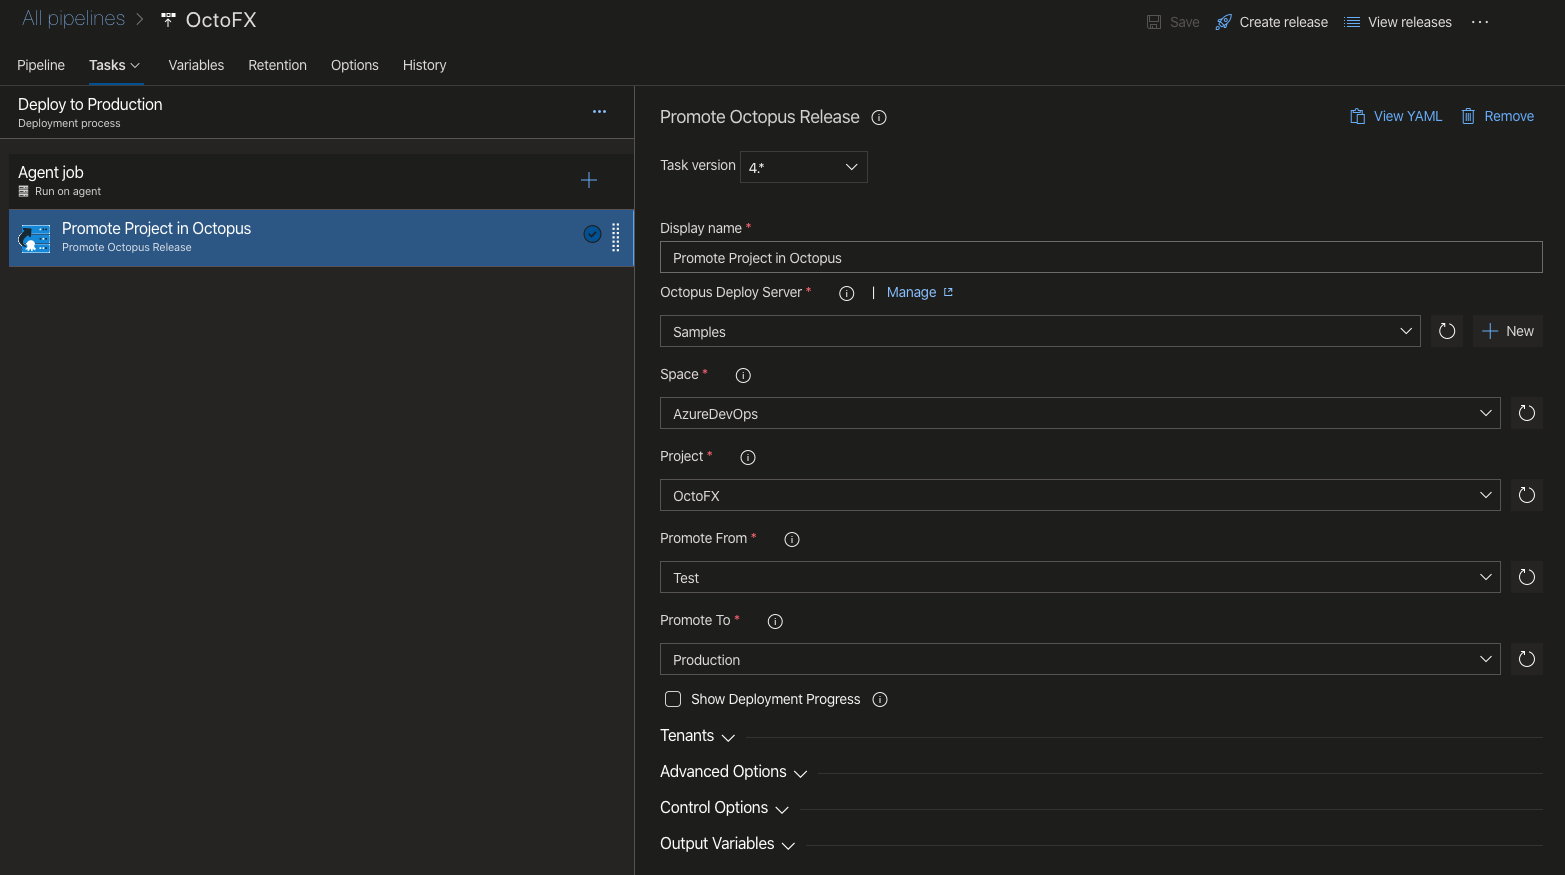 All pipelines > OctoFX
Save Create release View releases ...
Pipeline Tasks Variables Retention Options History
Deploy to Production
Deployment process
Agent job
Run on agent
Promote Project in Octopus
Promote Octopus Release
Promote Octopus Release
View YAML Remove
Task version 4.*
Display name *
Promote Project in Octopus
Octopus Deploy Server * | Manage
Samples
New
Space *
AzureDevOps
Project *
OctoFX
Promote From *
Test
Promote To *
Production
Show Deployment Progress
Tenants
Advanced Options
Control Options
Output Variables